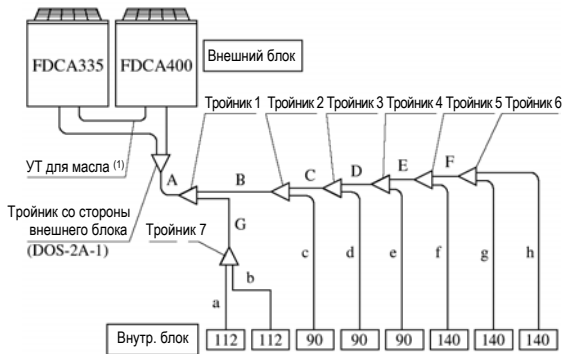 FDCA335
FDCA400
Внешний блок
Тройник 1
Тройник 2
Тройник 3
Тройник 4
Тройник 5
Тройник 6
УТ для масла (1)
A
B
C
D
E
F
Тройник со стороны
внешнего блока
(DOS-2A-1)
Тройник 7
G
a
b
c
d
e
f
g
h
Внутр. блок
112
112
90
90
90
140
140
140